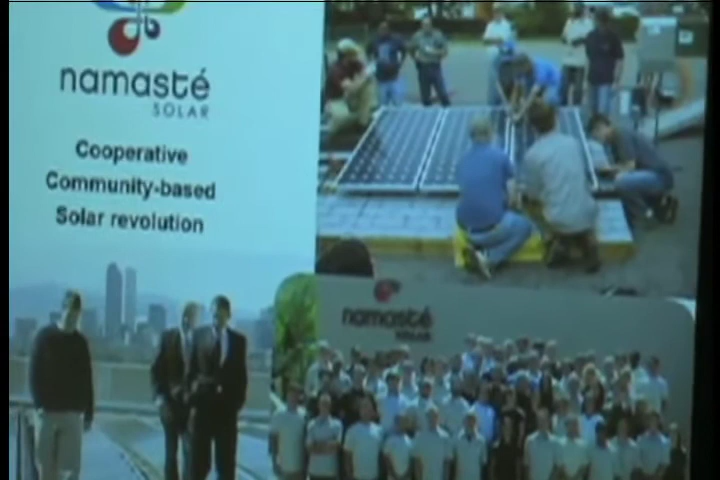 namasté
SOLAR
Cooperative
Community-based
Solar revolution
namasté
SOLAR